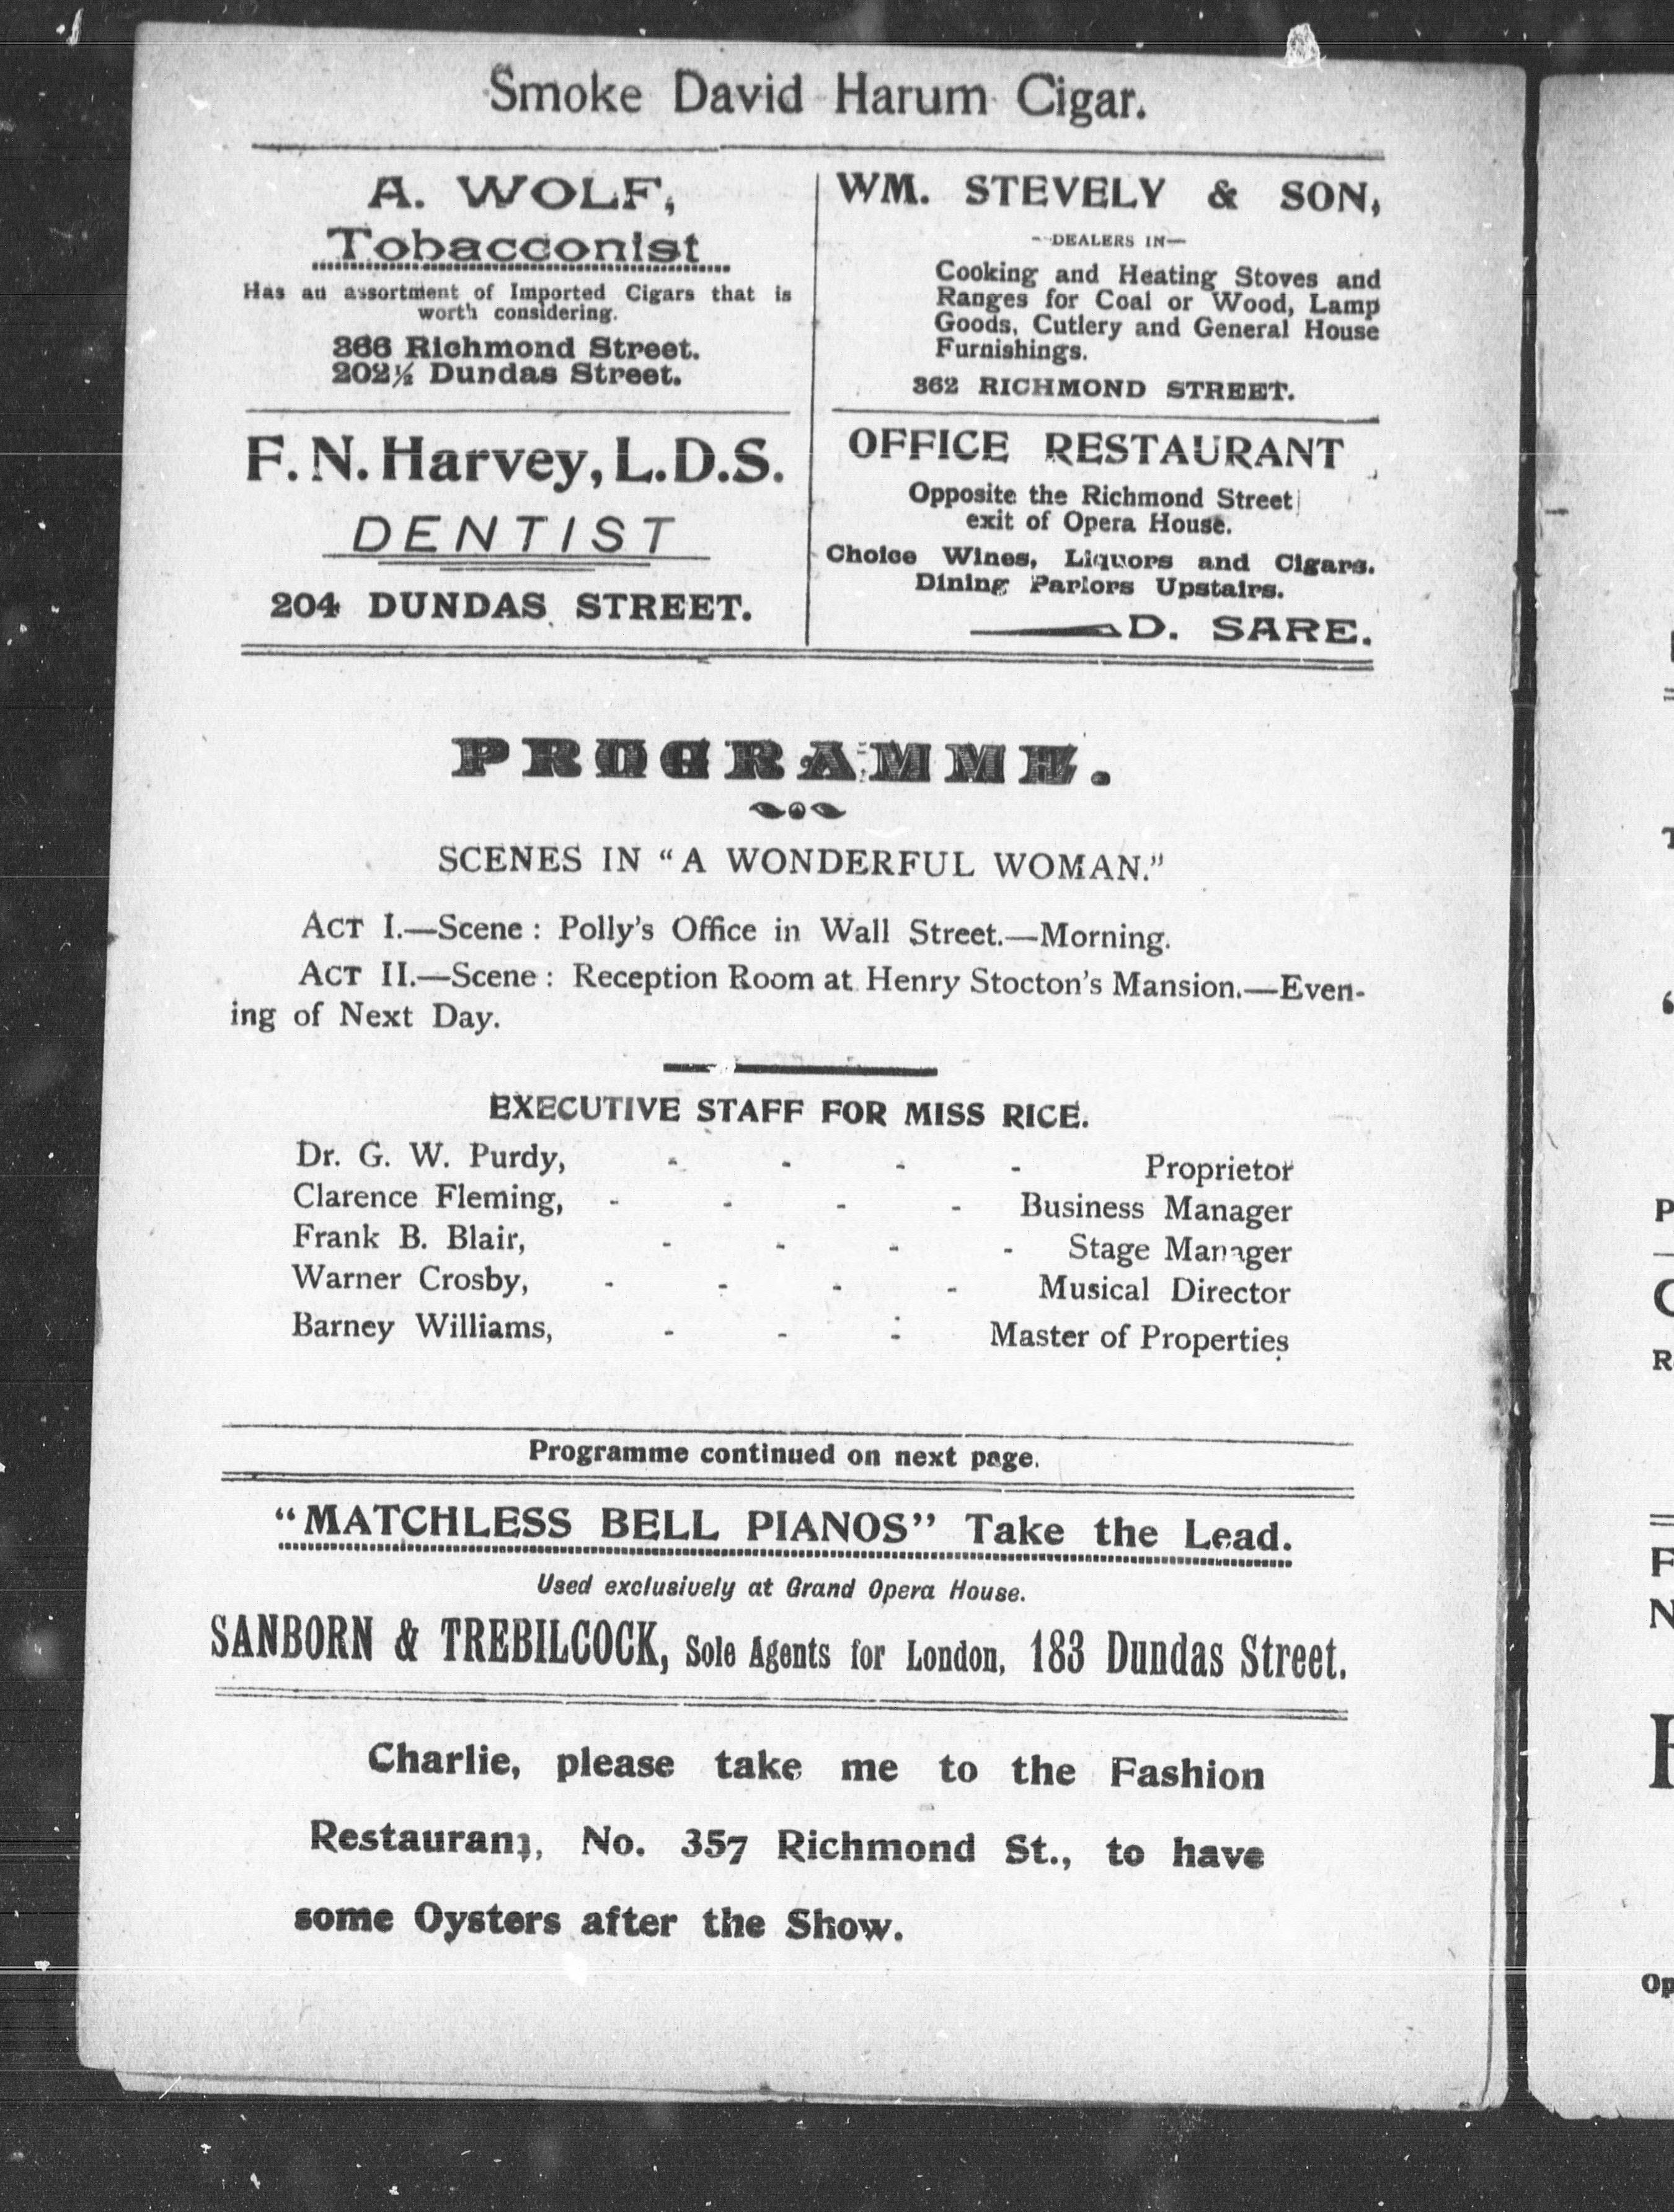 Smoke David Harum Cigar.
A. WOLF,
Tobacconist
Has an assortment of Imported Cigars that is
worth considering.
366 Richmond Street.
202½ Dundas Street.
WM. STEVELY & SON,
-DEALERS IN—
Cooking and Heating Stoves and
Ranges for Coal or Wood, Lamp
Goods, Cutlery and General House
Furnishings.
362 RICHMOND STREET.
F. N. Harvey, L.D.S.
DENTIST
204 DUNDAS STREET.
OFFICE RESTAURANT
Opposite the Richmond Street
exit of Opera House.
Choice Wines, Liquors and Cigars.
Dining Parlors Upstairs.
D. SARE.
PROGRAMME.
SCENES IN "A WONDERFUL WOMAN."
ACT I.—Scene : Polly's Office in Wall Street.—Morning.
ACT II.—Scene : Reception Room at Henry Stocton's Mansion.—Even-
ing of Next Day.
EXECUTIVE STAFF FOR MISS RICE.
Dr. G. W. Purdy, - - - - Proprietor
Clarence Fleming, - - - - Business Manager
Frank B. Blair, - - - - Stage Manager
Warner Crosby, - - - - Musical Director
Barney Williams, - - - Master of Properties
Programme continued on next page.
"MATCHLESS BELL PIANOS" Take the Lead.
Used exclusively at Grand Opera House.
SANBORN & TREBILCOCK, Sole Agents for London, 183 Dundas Street.
Charlie, please take me to the Fashion
Restaurant, No. 357 Richmond St., to have
some Oysters after the Show.